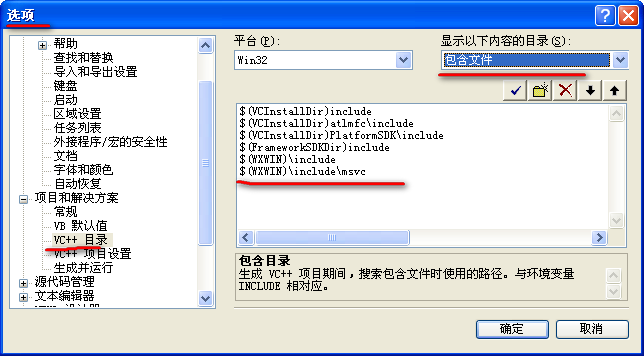 选项
帮助
查找和替换
导入和导出设置
键盘
启动
区域设置
任务列表
外接程序/宏的安全性
文档
字体和颜色
自动恢复
项目和解决方案
常规
VB 默认值
VC++ 目录
VC++ 项目设置
生成并运行
源代码管理
文本编辑器
平台(P):
Win32
显示以下内容的目录(S):
包含文件
$(VCInstallDir)include
$(VCInstallDir)atlmfc\include
$(VCInstallDir)PlatformSDK\include
$(FrameworkSDKDir)include
$(WXWIN)\include
$(WXWIN)\include\msvc
包含目录
生成 VC++ 项目期间，搜索包含文件时使用的路径。与环境变量
INCLUDE 相对应。
确定
取消